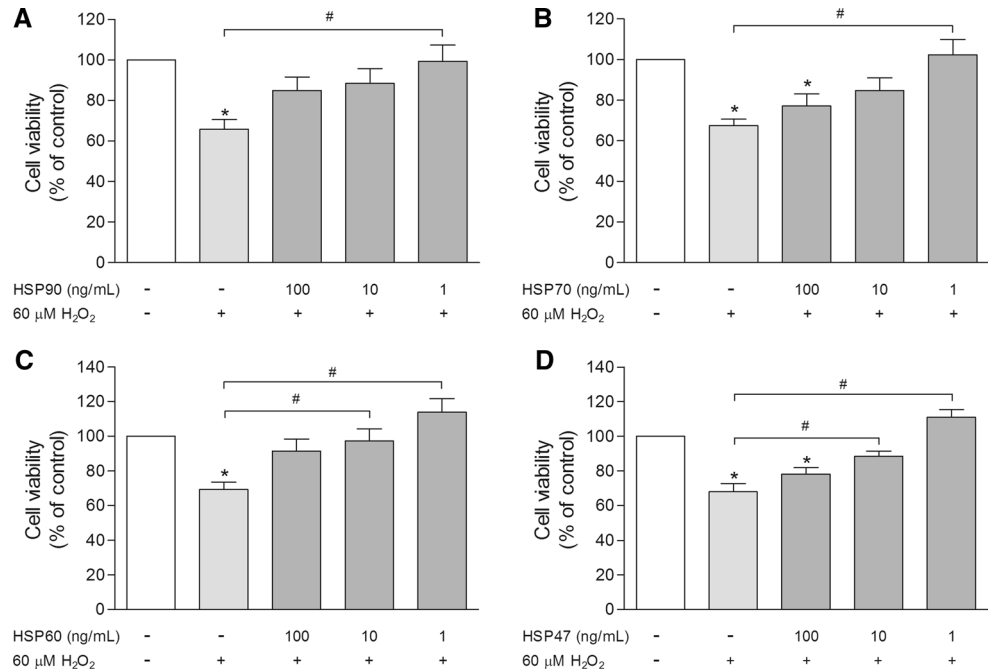 A
Cell viability
(% of control)
120
100
80
60
40
20
0
*
#
HSP90 (ng/mL) - - 100 10 1
60 μM H₂O₂ - + + + +
B
Cell viability
(% of control)
120
100
80
60
40
20
0
* *
#
HSP70 (ng/mL) - - 100 10 1
60 μM H₂O₂ - + + + +
C
Cell viability
(% of control)
140
120
100
80
60
40
20
0
*
#
#
HSP60 (ng/mL) - - 100 10 1
60 μM H₂O₂ - + + + +
D
Cell viability
(% of control)
140
120
100
80
60
40
20
0
* *
#
#
HSP47 (ng/mL) - - 100 10 1
60 μM H₂O₂ - + + + +